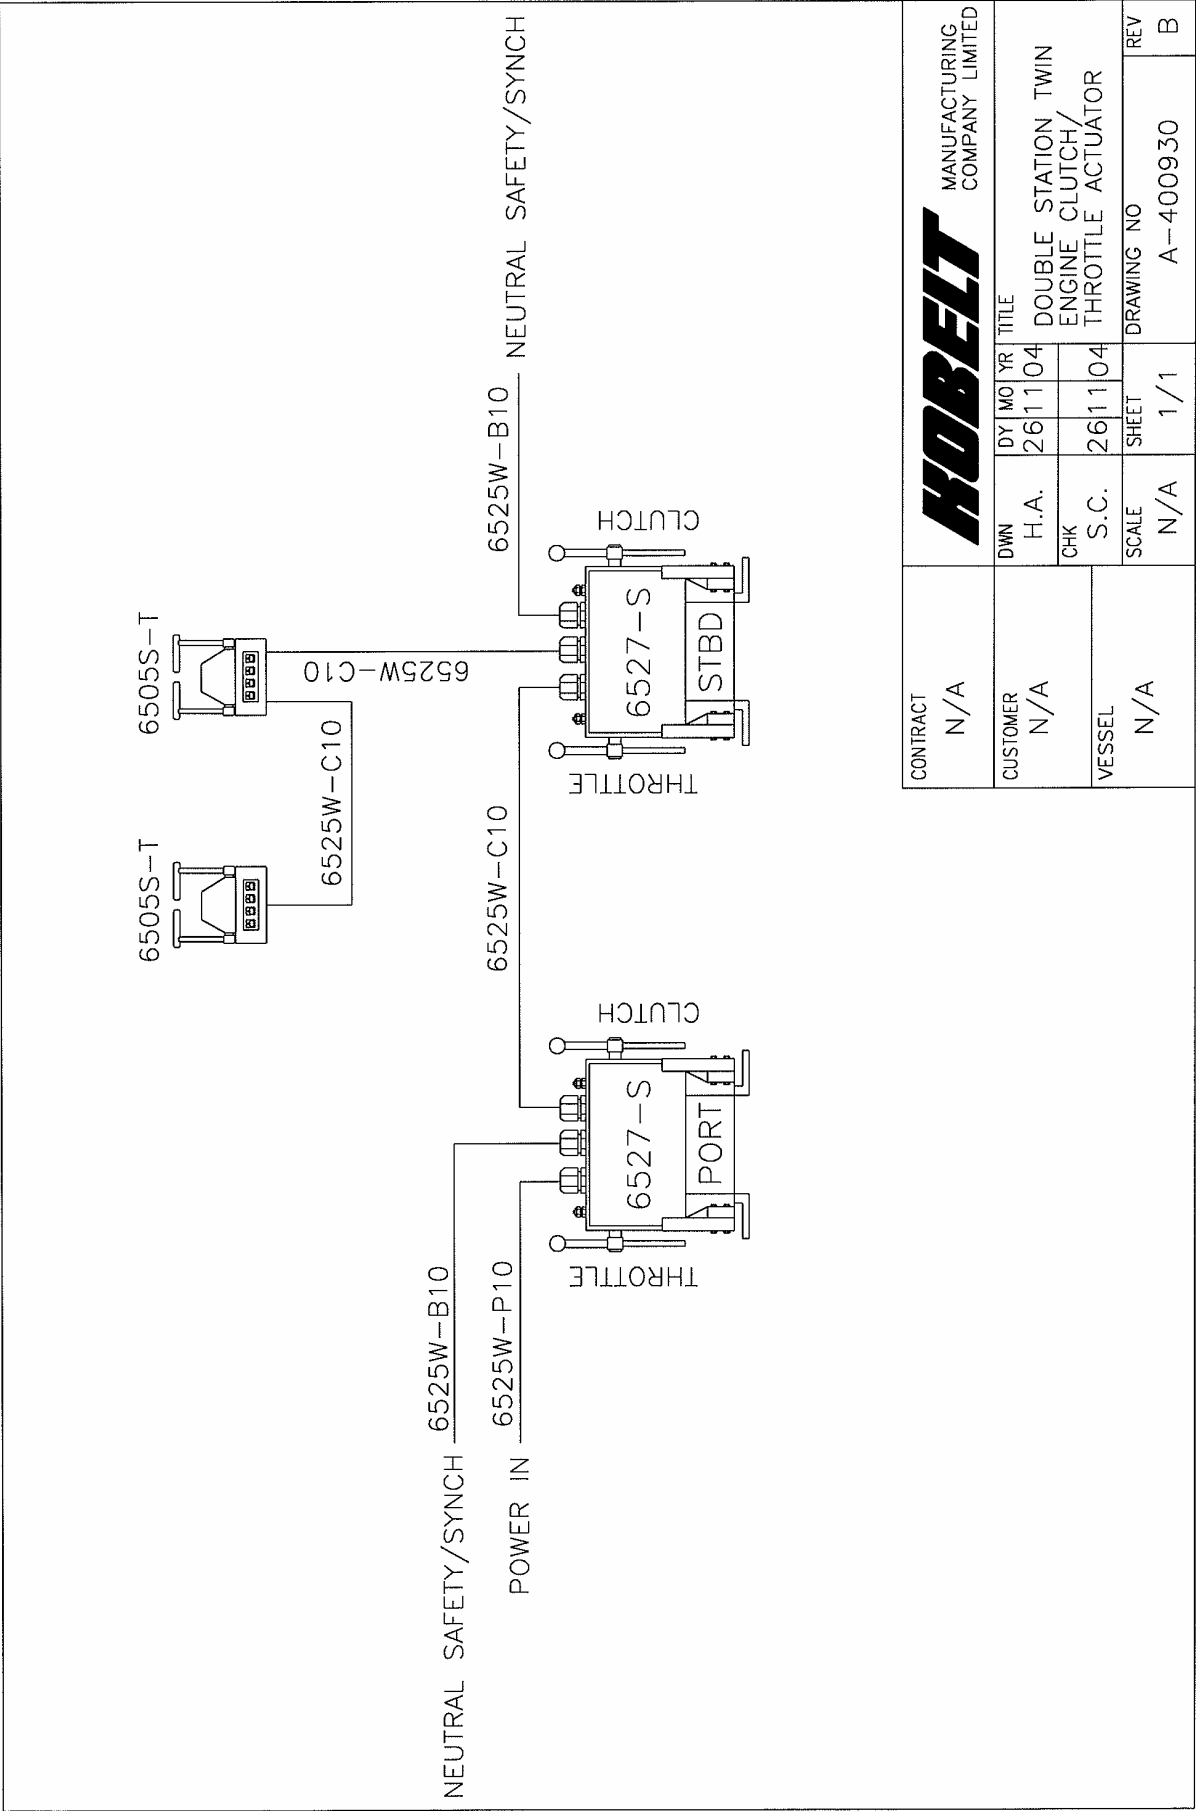 6505S-T
6505S-T
6525W-C10
6525W-C10
NEUTRAL SAFETY/SYNCH
6525W-B10
POWER IN
6525W-P10
6525W-C10
6525W-B10
NEUTRAL SAFETY/SYNCH
THROTTLE
6527-S
PORT
CLUTCH
THROTTLE
6527-S
STBD
CLUTCH
CONTRACT
N/A
CUSTOMER
N/A
VESSEL
N/A
KOBELT
MANUFACTURING
COMPANY LIMITED
DWN
H.A.
DY MO YR
26 11 04
CHK
S.C.
26 11 04
TITLE
DOUBLE STATION TWIN
ENGINE CLUTCH/
THROTTLE ACTUATOR
SCALE
N/A
SHEET
1/1
DRAWING NO
A-400930
REV
B